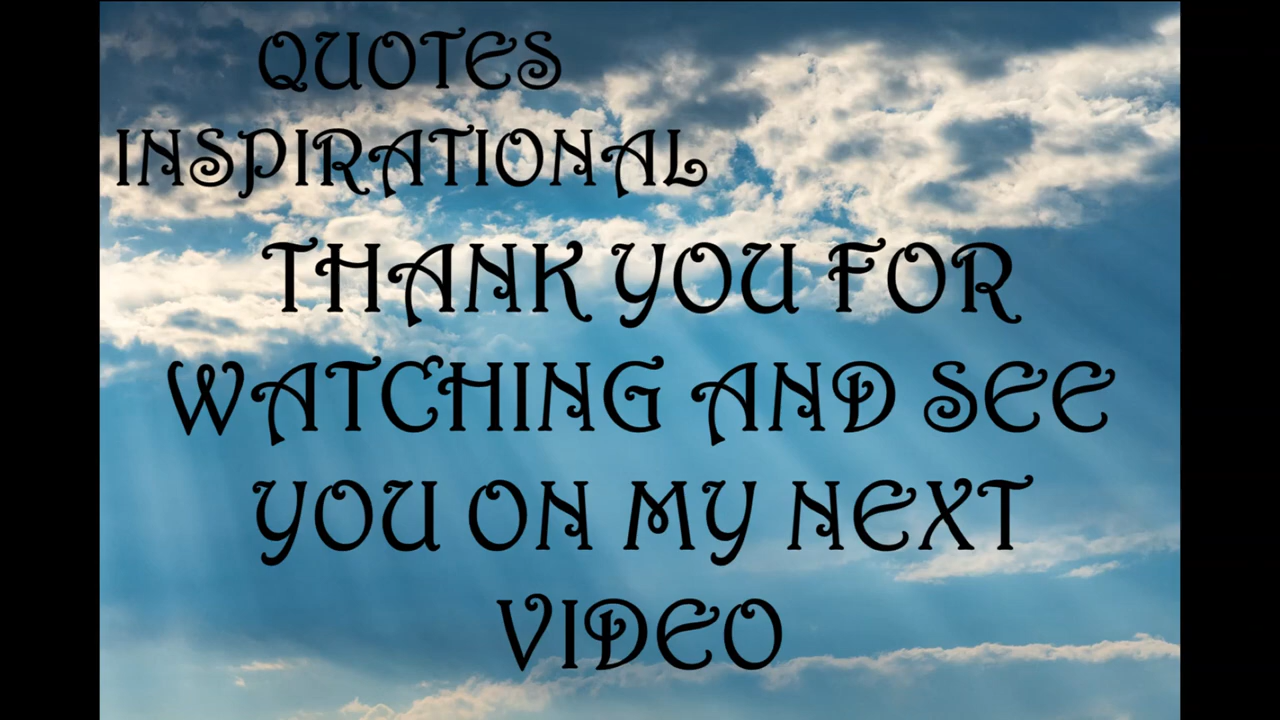 QUOTES
INSPIRATIONAL
THANK YOU FOR
WATCHING AND SEE
YOU ON MY NEXT
VIDEO